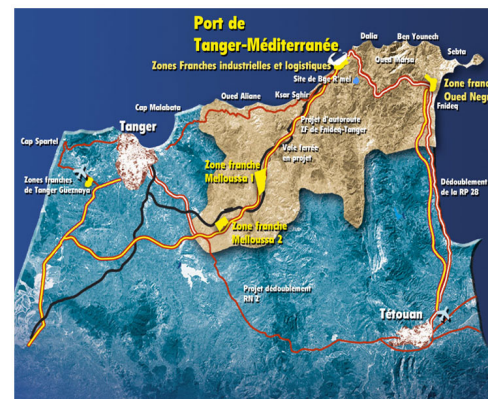 Port de
Tanger-Méditerranée
Zones Franches industrielles et logistiques
Dalia
Ben Younech
Sebta
Oued Marsa
Site de Bge R'mel
Zone franc
Oued Neg
Fnideq
Ksar Sghir
Oued Aliane
Cap Malabata
Tanger
Cap Spartel
Projet d'autoroute
ZF de Fnideq-Tanger
Voie ferrée
en projet
Zones franches
de Tanger Gueznaya
Zone franche
Melloussa 1
Dédoublement
de la RP 28
Zone franche
Melloussa 2
Projet dédoublement
RN 2
Tétouan